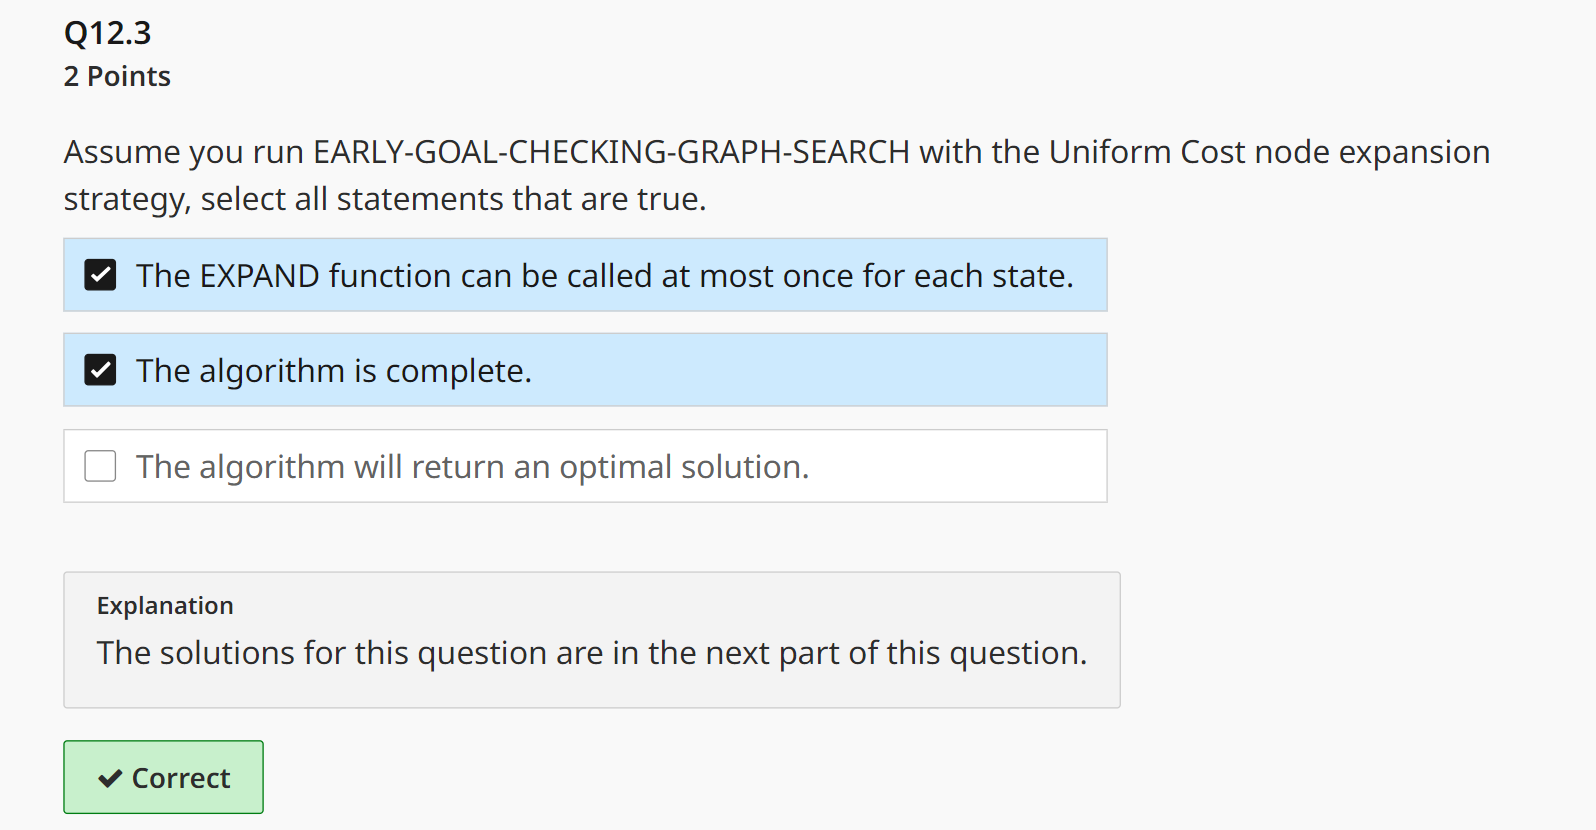 Q12.3
2 Points
Assume you run EARLY-GOAL-CHECKING-GRAPH-SEARCH with the Uniform Cost node expansion
strategy, select all statements that are true.
The EXPAND function can be called at most once for each state.
The algorithm is complete.
The algorithm will return an optimal solution.
Explanation
The solutions for this question are in the next part of this question.
Correct